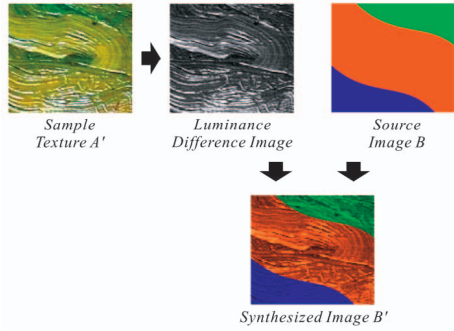 Sample
Texture A'
Luminance
Difference Image
Source
Image B
Synthesized Image B'